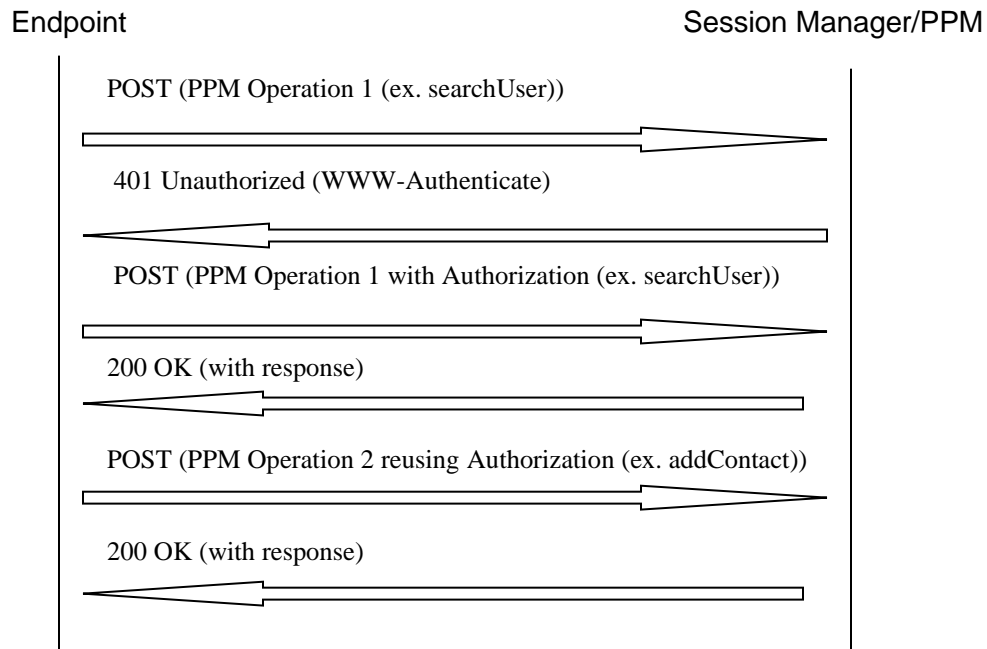 Endpoint
Session Manager/PPM
POST (PPM Operation 1 (ex. searchUser))
401 Unauthorized (WWW-Authenticate)
POST (PPM Operation 1 with Authorization (ex. searchUser))
200 OK (with response)
POST (PPM Operation 2 reusing Authorization (ex. addContact))
200 OK (with response)